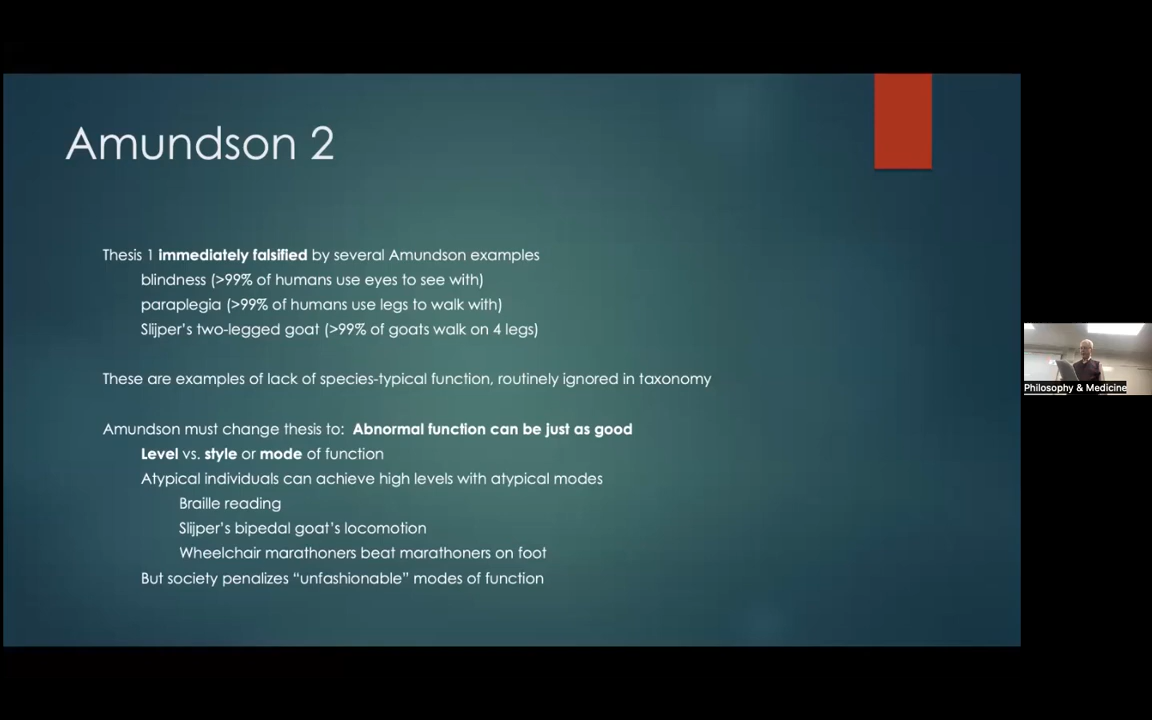 Amundson 2
Thesis 1 immediately falsified by several Amundson examples
blindness (>99% of humans use eyes to see with)
paraplegia (>99% of humans use legs to walk with)
Slijper’s two-legged goat (>99% of goats walk on 4 legs)
These are examples of lack of species-typical function, routinely ignored in taxonomy
Amundson must change thesis to: Abnormal function can be just as good
Level vs. style or mode of function
Atypical individuals can achieve high levels with atypical modes
Braille reading
Slijper’s bipedal goat’s locomotion
Wheelchair marathoners beat marathoners on foot
But society penalizes “unfashionable” modes of function
Philosophy & Medicine